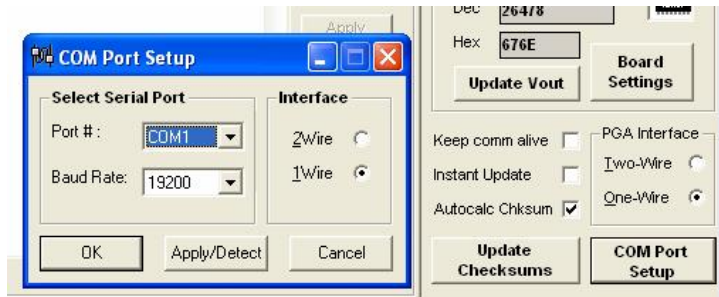 Apply
COM Port Setup
Select Serial Port
Port # :
COM1
Baud Rate:
19200
Interface
2Wire
1Wire
OK
Apply/Detect
Cancel
Dec
26478
Hex
676E
Update Vout
Board
Settings
Keep comm alive
Instant Update
Autocalc Chksum
PGA Interface
Two-Wire
One-Wire
Update
Checksums
COM Port
Setup